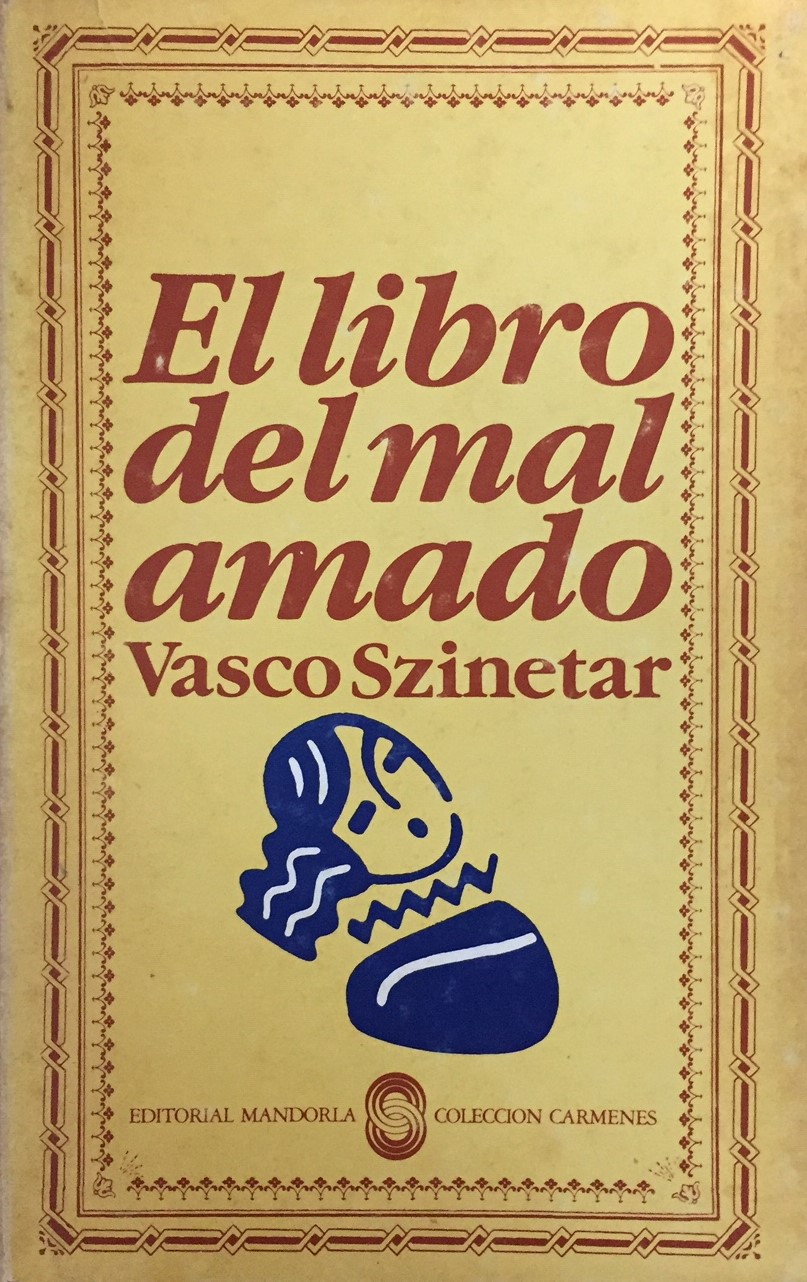 El libro
del mal
amado
Vasco Szinetar
EDITORIAL MANDORLA COLECCION CARMENES